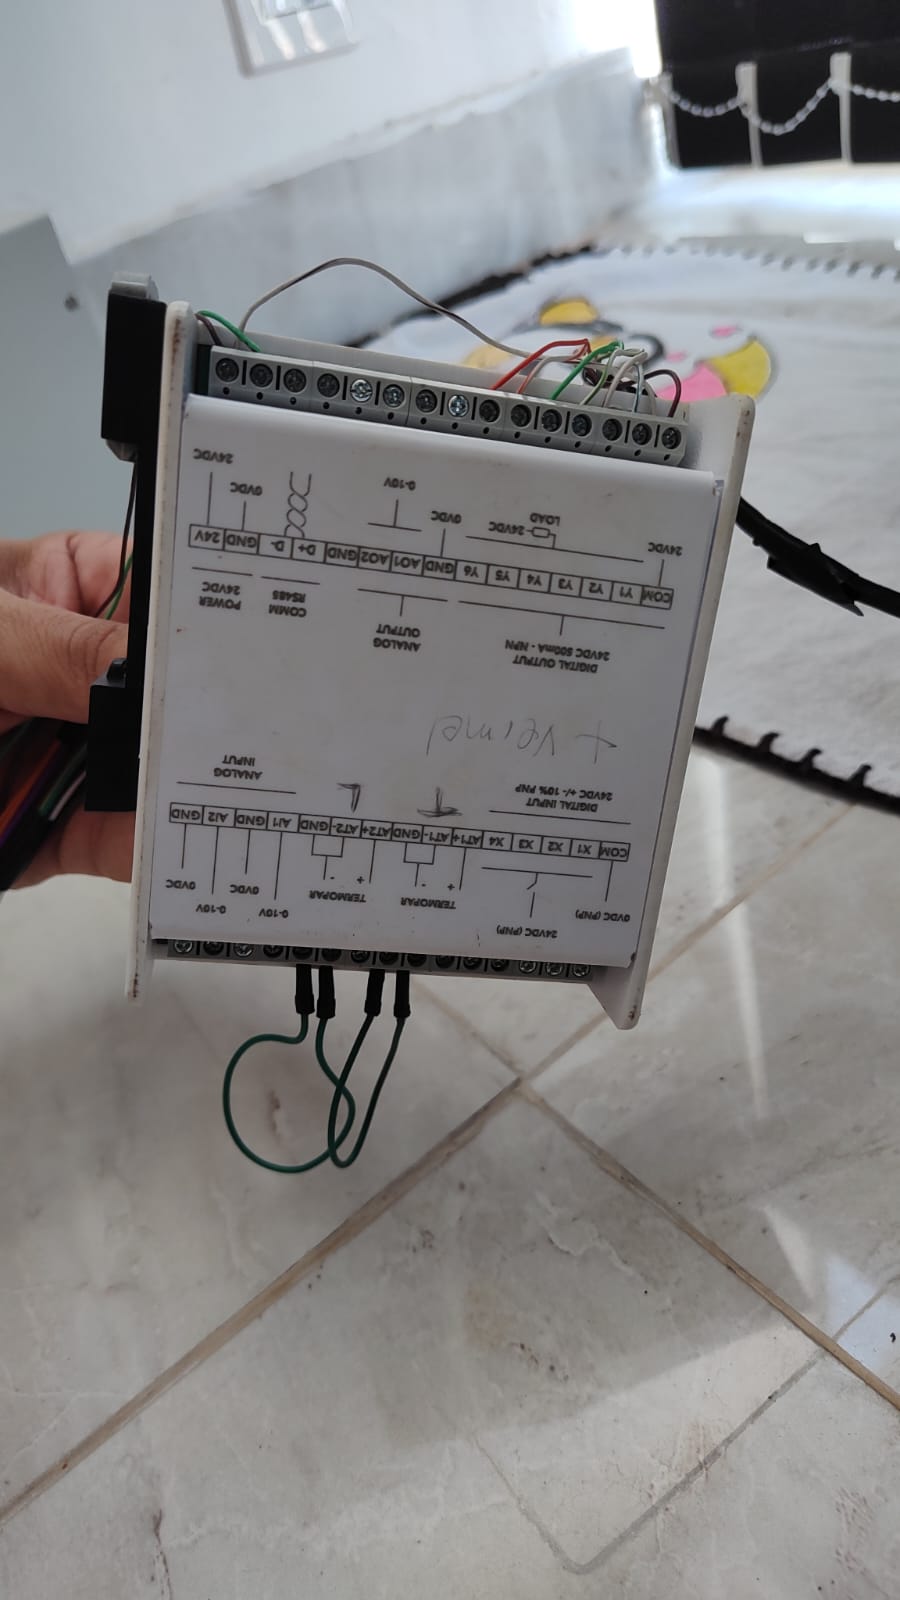 0VDC (PNP) 24VDC (PNP) TERMOPAR TERMOPAR 0-10V 0VDC 0-10V 0VDC
+ - + -
COM X1 X2 X3 X4 AT1+ AT1- GND AT2+ AT2- GND AI1 GND AI2 GND
DIGITAL INPUT
24VDC +/- 10% PNP
ANALOG
INPUT
+ Vermel
DIGITAL OUTPUT
24VDC 500mA - NPN
ANALOG
OUTPUT
COMM
RS485
POWER
24VDC
COM Y1 Y2 Y3 Y4 Y5 Y6 GND AO1 AO2 GND D+ D- GND 24V
24VDC
LOAD
24VDC
0VDC
0-10V
0VDC
24VDC